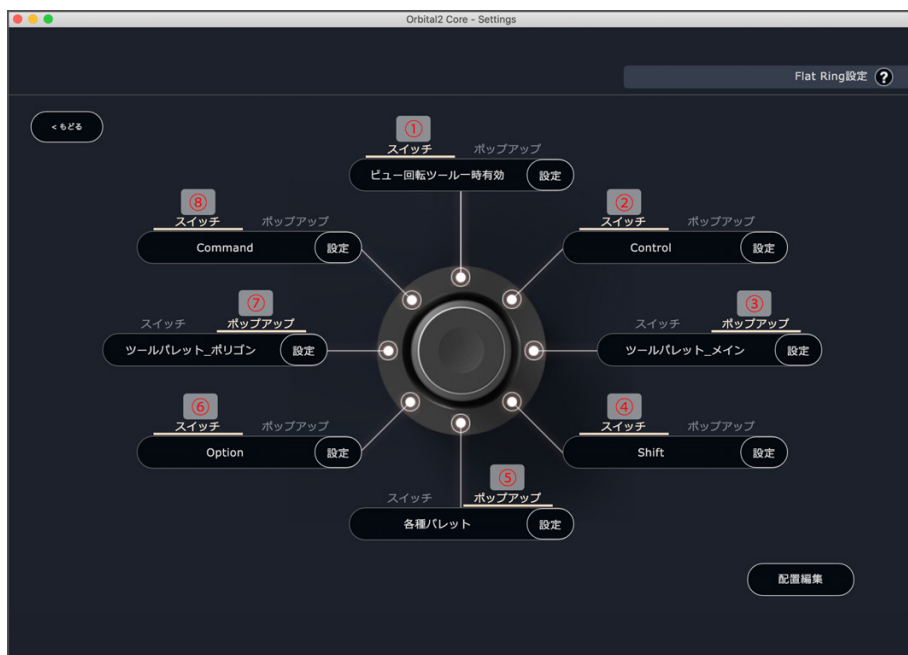 Orbital2 Core - Settings
Flat Ring設定 ?
< もどる
①
スイッチ ポップアップ
ビュー回転ツール一時有効 設定
⑧
スイッチ ポップアップ
Command 設定
②
スイッチ ポップアップ
Control 設定
⑦
スイッチ ポップアップ
ツールパレット_ポリゴン 設定
③
スイッチ ポップアップ
ツールパレット_メイン 設定
⑥
スイッチ ポップアップ
Option 設定
④
スイッチ ポップアップ
Shift 設定
⑤
スイッチ ポップアップ
各種パレット 設定
配置編集